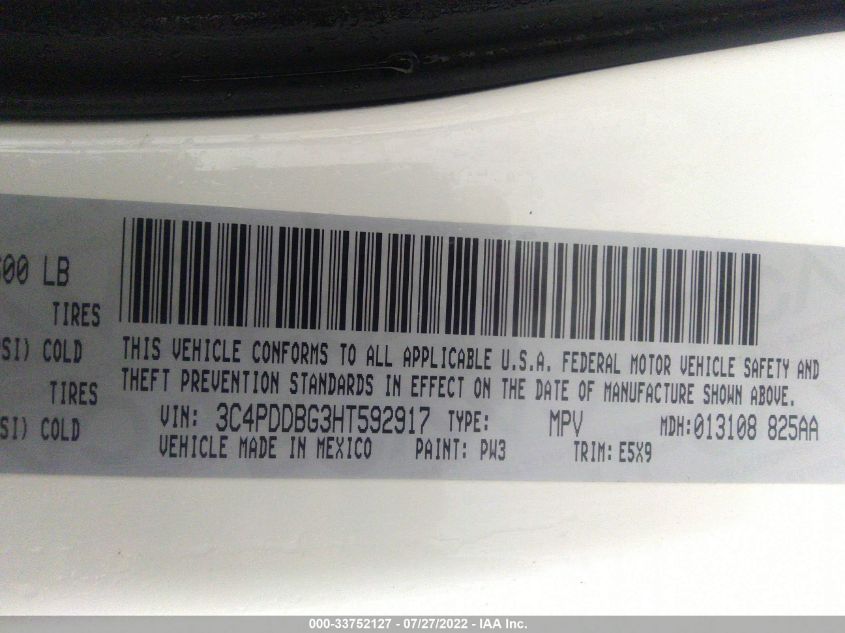 500 LB
TIRES
SI) COLD
TIRES
SI) COLD
THIS VEHICLE CONFORMS TO ALL APPLICABLE U.S.A. FEDERAL MOTOR VEHICLE SAFETY AND
THEFT PREVENTION STANDARDS IN EFFECT ON THE DATE OF MANUFACTURE SHOWN ABOVE.
VIN: 3C4PDDBG3HT592917 TYPE: MPV MDH:013108 825AA
VEHICLE MADE IN MEXICO PAINT: PW3 TRIM: E5X9
000-33752127 - 07/27/2022 - IAA Inc.